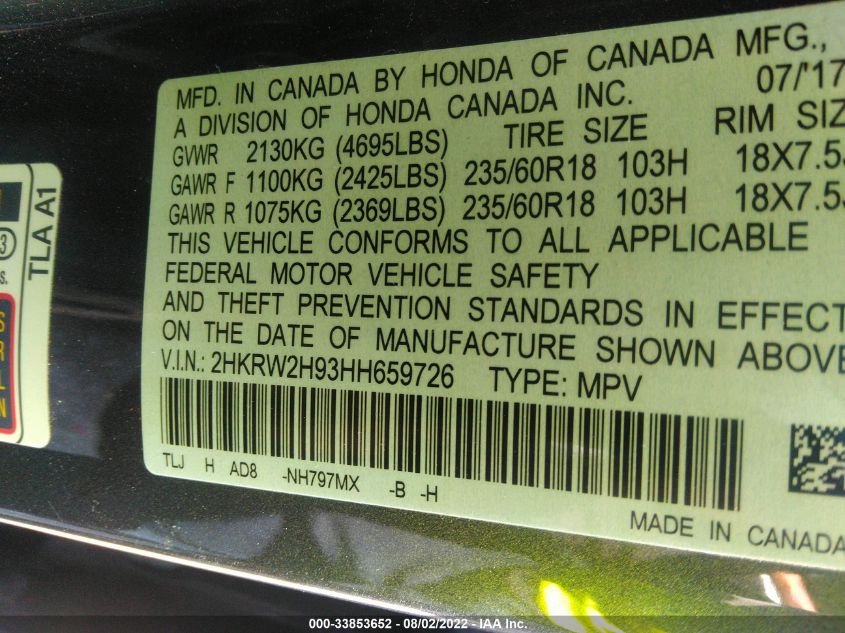 MFD. IN CANADA BY HONDA OF CANADA MFG.,
A DIVISION OF HONDA CANADA INC. 07/'17
GVWR 2130KG (4695LBS) TIRE SIZE RIM SIZ
GAWR F 1100KG (2425LBS) 235/60R18 103H 18X7.5J
GAWR R 1075KG (2369LBS) 235/60R18 103H 18X7.5J
THIS VEHICLE CONFORMS TO ALL APPLICABLE
FEDERAL MOTOR VEHICLE SAFETY
AND THEFT PREVENTION STANDARDS IN EFFECT
ON THE DATE OF MANUFACTURE SHOWN ABOVE
V.I.N.: 2HKRW2H93HH659726 TYPE: MPV
TLJ H AD8 -NH797MX -B -H
MADE IN CANADA
TLA A1
3
S.
S
R
L
N
000-33853652 - 08/02/2022 - IAA Inc.